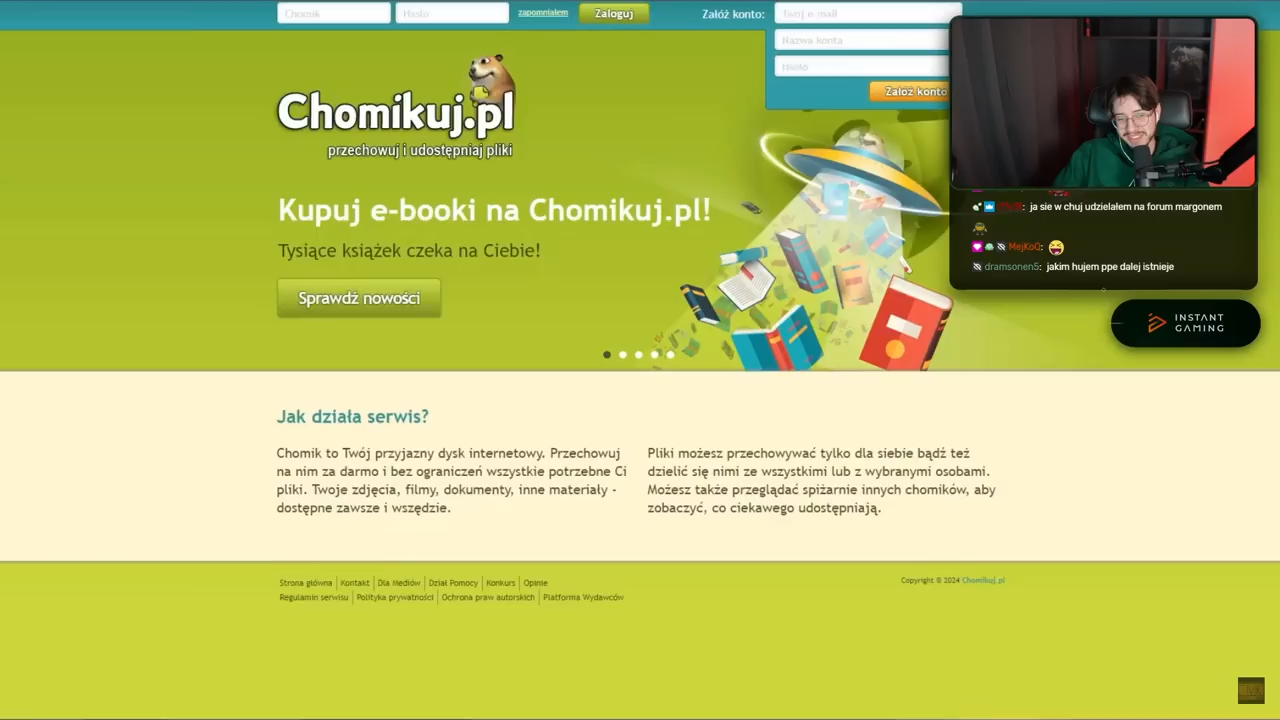 Chomik
Hasło
zapomniałem
Zaloguj
Załóż konto:
Twój e-mail
Nazwa konta
Hasło
Załóż konto
Chomikuj.pl
przechowuj i udostępniaj pliki
Kupuj e-booki na Chomikuj.pl!
Tysiące książek czeka na Ciebie!
Sprawdź nowości
: ja sie w chuj udzielałem na forum margonem
MejKoQ:
dramsonen5: jakim hujem ppe dalej istnieje
INSTANT
GAMING
Jak działa serwis?
Chomik to Twój przyjazny dysk internetowy. Przechowuj
na nim za darmo i bez ograniczeń wszystkie potrzebne Ci
pliki. Twoje zdjęcia, filmy, dokumenty, inne materiały -
dostępne zawsze i wszędzie.
Pliki możesz przechowywać tylko dla siebie bądź też
dzielić się nimi ze wszystkimi lub z wybranymi osobami.
Możesz także przeglądać spiżarnie innych chomików, aby
zobaczyć, co ciekawego udostępniają.
Strona główna | Kontakt | Dla Mediów | Dział Pomocy | Konkurs | Opinie
Regulamin serwisu | Polityka prywatności | Ochrona praw autorskich | Platforma Wydawców
Copyright © 2024 Chomikuj.pl